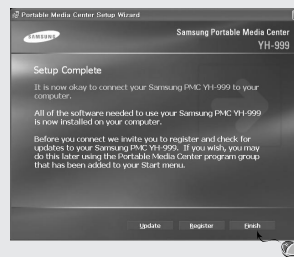 Portable Media Center Setup Wizard
SAMSUNG
Samsung Portable Media Center
YH-999
Setup Complete
It is now okay to connect your Samsung PMC YH-999 to your
computer.
All of the software needed to use your Samsung PMC YH-999
is now installed on your computer.
Before you connect we invite you to register and check for
updates to your Samsung PMC YH-999. If you wish, you may
do this later using the Portable Media Center program group
that has been added to your Start menu.
Update Register Finish